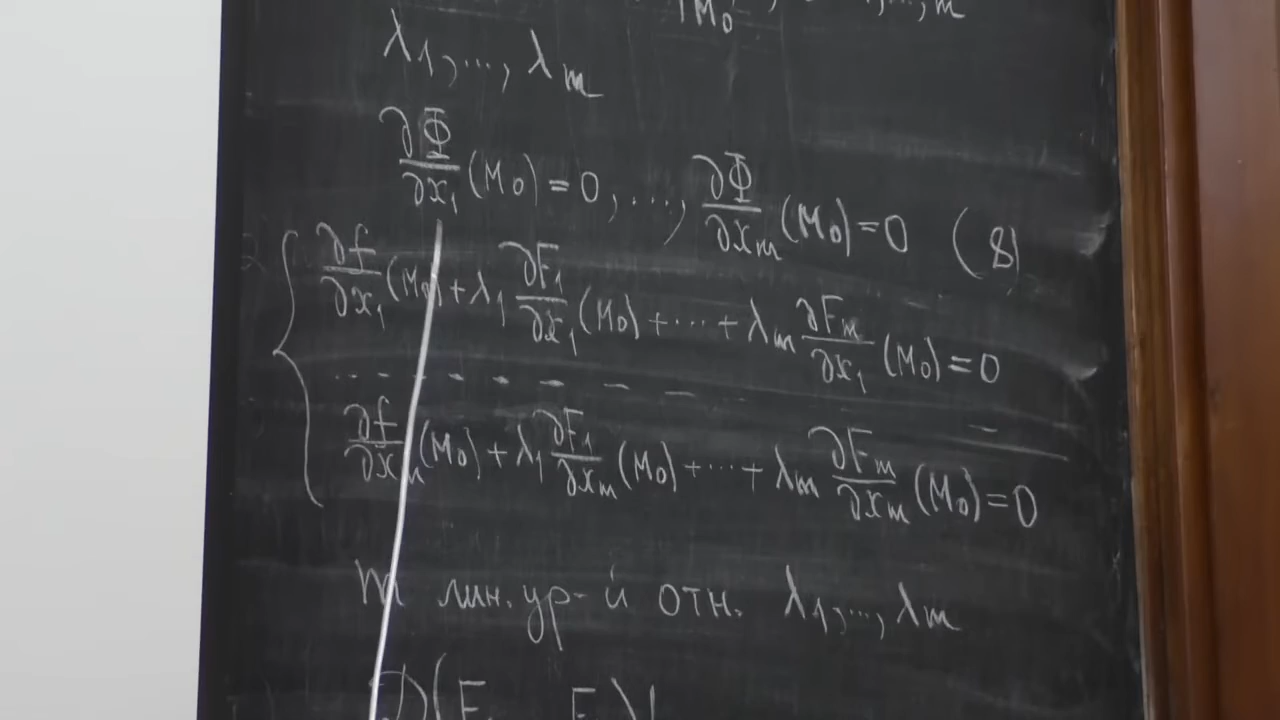 |M₀ , ,...,m
λ₁,...,λₘ
∂Φ/∂x₁(M₀)=0,...,∂Φ/∂xₘ(M₀)=0 (8)
{ ∂f/∂x₁(M₀)+λ₁ ∂F₁/∂x₁(M₀)+...+λₘ ∂Fₘ/∂x₁(M₀)=0
... - - - - - - -
∂f/∂xₘ(M₀)+λ₁ ∂F₁/∂xₘ(M₀)+...+λₘ ∂Fₘ/∂xₘ(M₀)=0
m лин. ур-й отн. λ₁,...,λₘ
D(F F )|